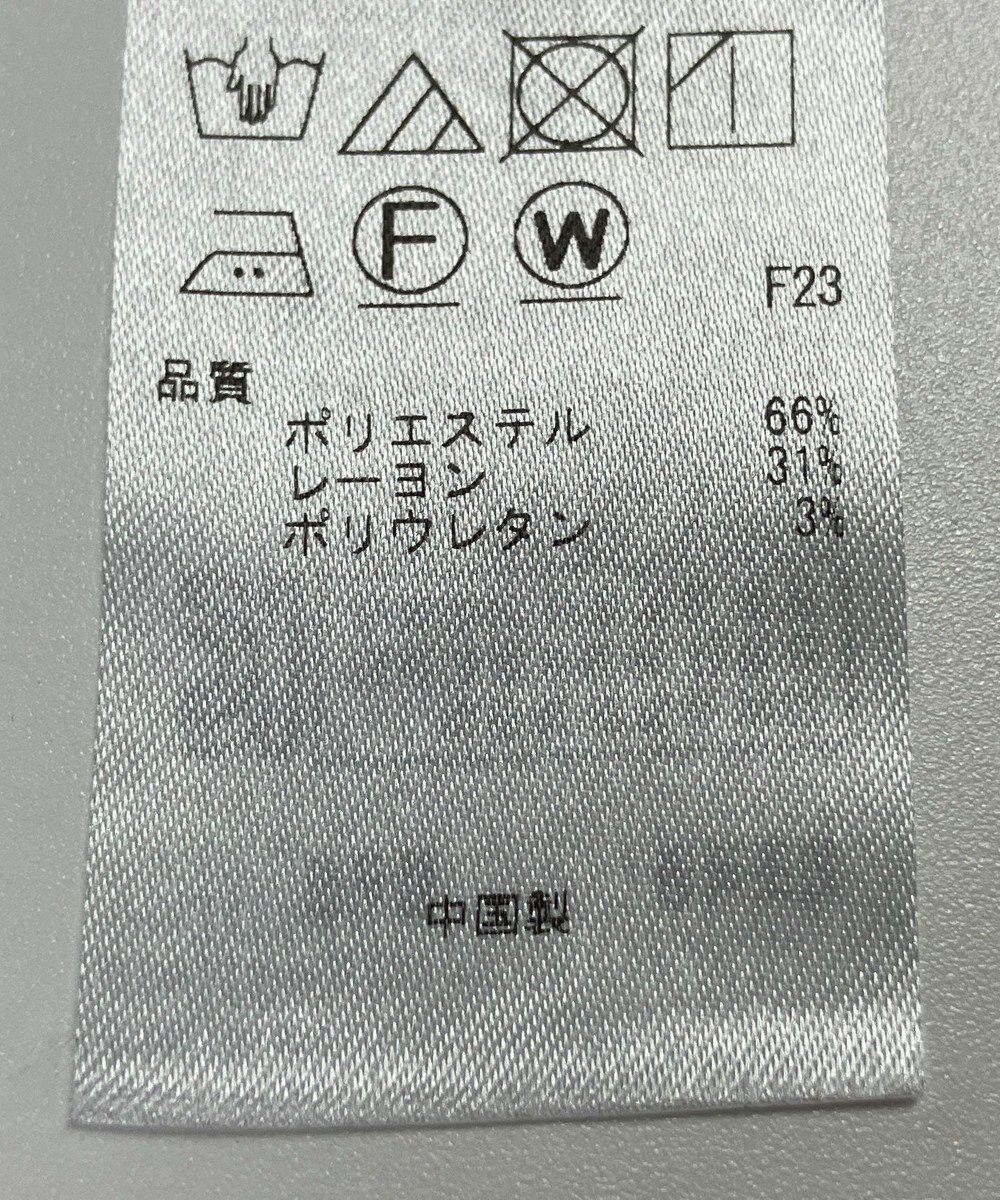 F W
F23
品質
ポリエステル 66%
レーヨン 31%
ポリウレタン 3%
中国製